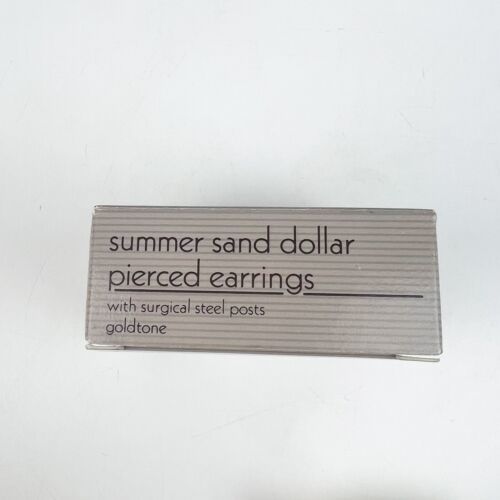 summer sand dollar
pierced earrings
with surgical steel posts
goldtone